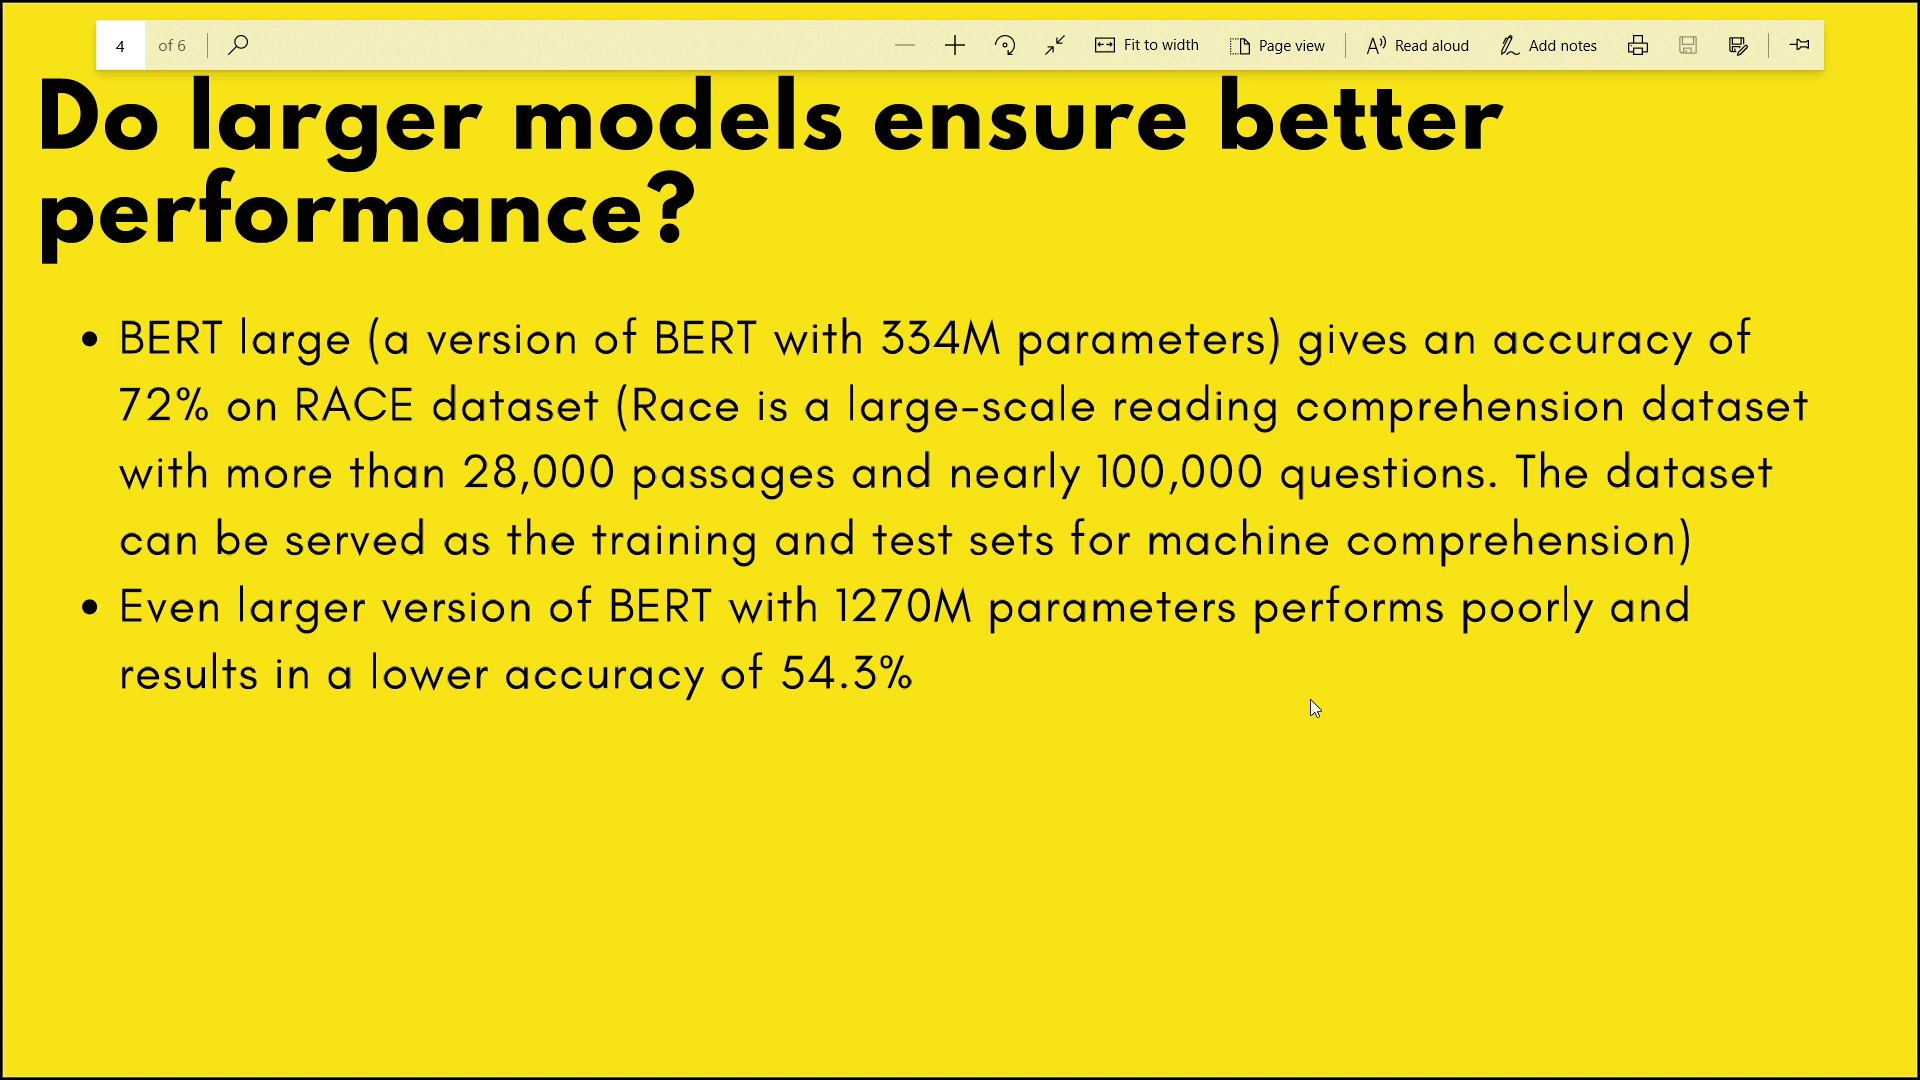 4 of 6 Fit to width Page view Read aloud Add notes
Do larger models ensure better
performance?
• BERT large (a version of BERT with 334M parameters) gives an accuracy of
72% on RACE dataset (Race is a large-scale reading comprehension dataset
with more than 28,000 passages and nearly 100,000 questions. The dataset
can be served as the training and test sets for machine comprehension)
• Even larger version of BERT with 1270M parameters performs poorly and
results in a lower accuracy of 54.3%